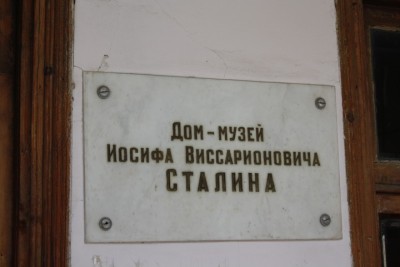 Дом-музей
Иосифа Виссарионовича
Сталина